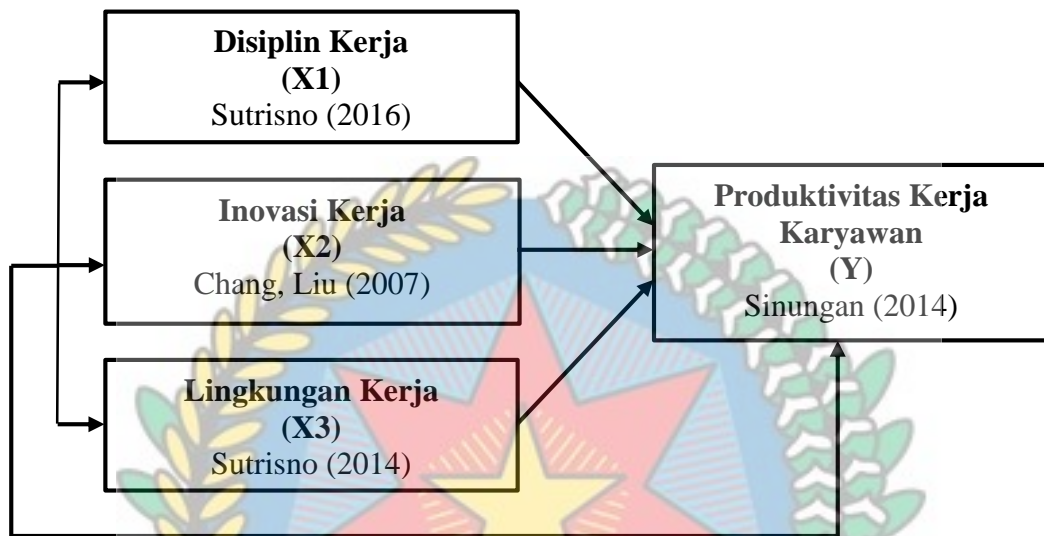 Disiplin Kerja
(X1)
Sutrisno (2016)
Inovasi Kerja
(X2)
Chang, Liu (2007)
Lingkungan Kerja
(X3)
Sutrisno (2014)
Produktivitas Kerja
Karyawan
(Y)
Sinungan (2014)